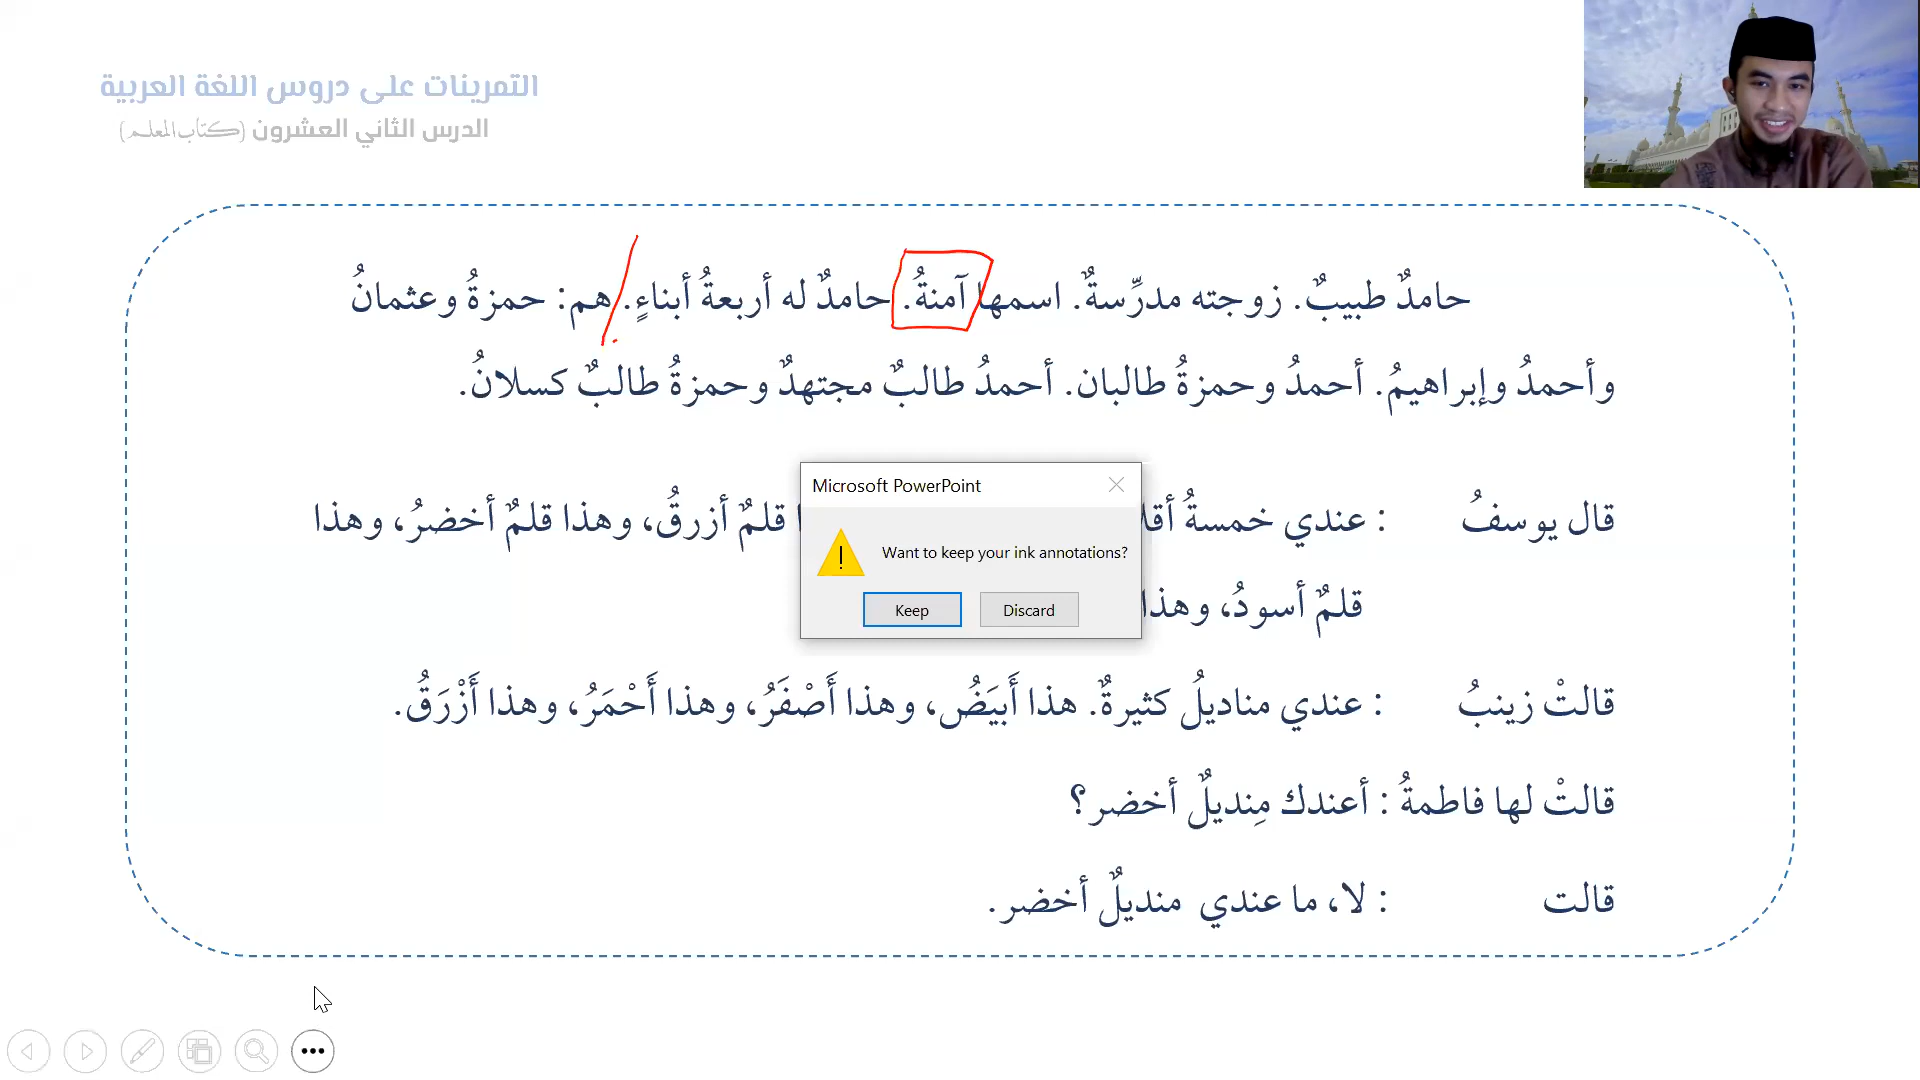 التمرينات على دروس اللغة العربية
الدرس الثاني العشرون (كتاب المعلم)
حامدٌ طبيبٌ. زوجته مدرِّسةٌ. اسمها آمنةُ. حامدٌ له أربعةُ أبناءٍ. هم: حمزةُ وعثمانُ
وأحمدُ وإبراهيمُ. أحمدُ وحمزةُ طالبان. أحمدُ طالبٌ مجتهدٌ وحمزةُ طالبٌ كسلانُ.
Microsoft PowerPoint
Want to keep your ink annotations?
Keep
Discard
قال يوسفُ : عندي خمسةُ قلمٌ أزرقُ، وهذا قلمٌ أخضرُ، وهذا
قلمٌ أسودُ، وهذا
قالتْ زينبُ : عندي مناديلُ كثيرةٌ. هذا أَبيَضُ، وهذا أَصْفَرُ، وهذا أَحْمَرُ، وهذا أَزْرَقُ.
قالتْ لها فاطمةُ : أعندك مِنديلٌ أخضر؟
قالت : لا، ما عندي منديلٌ أخضر.